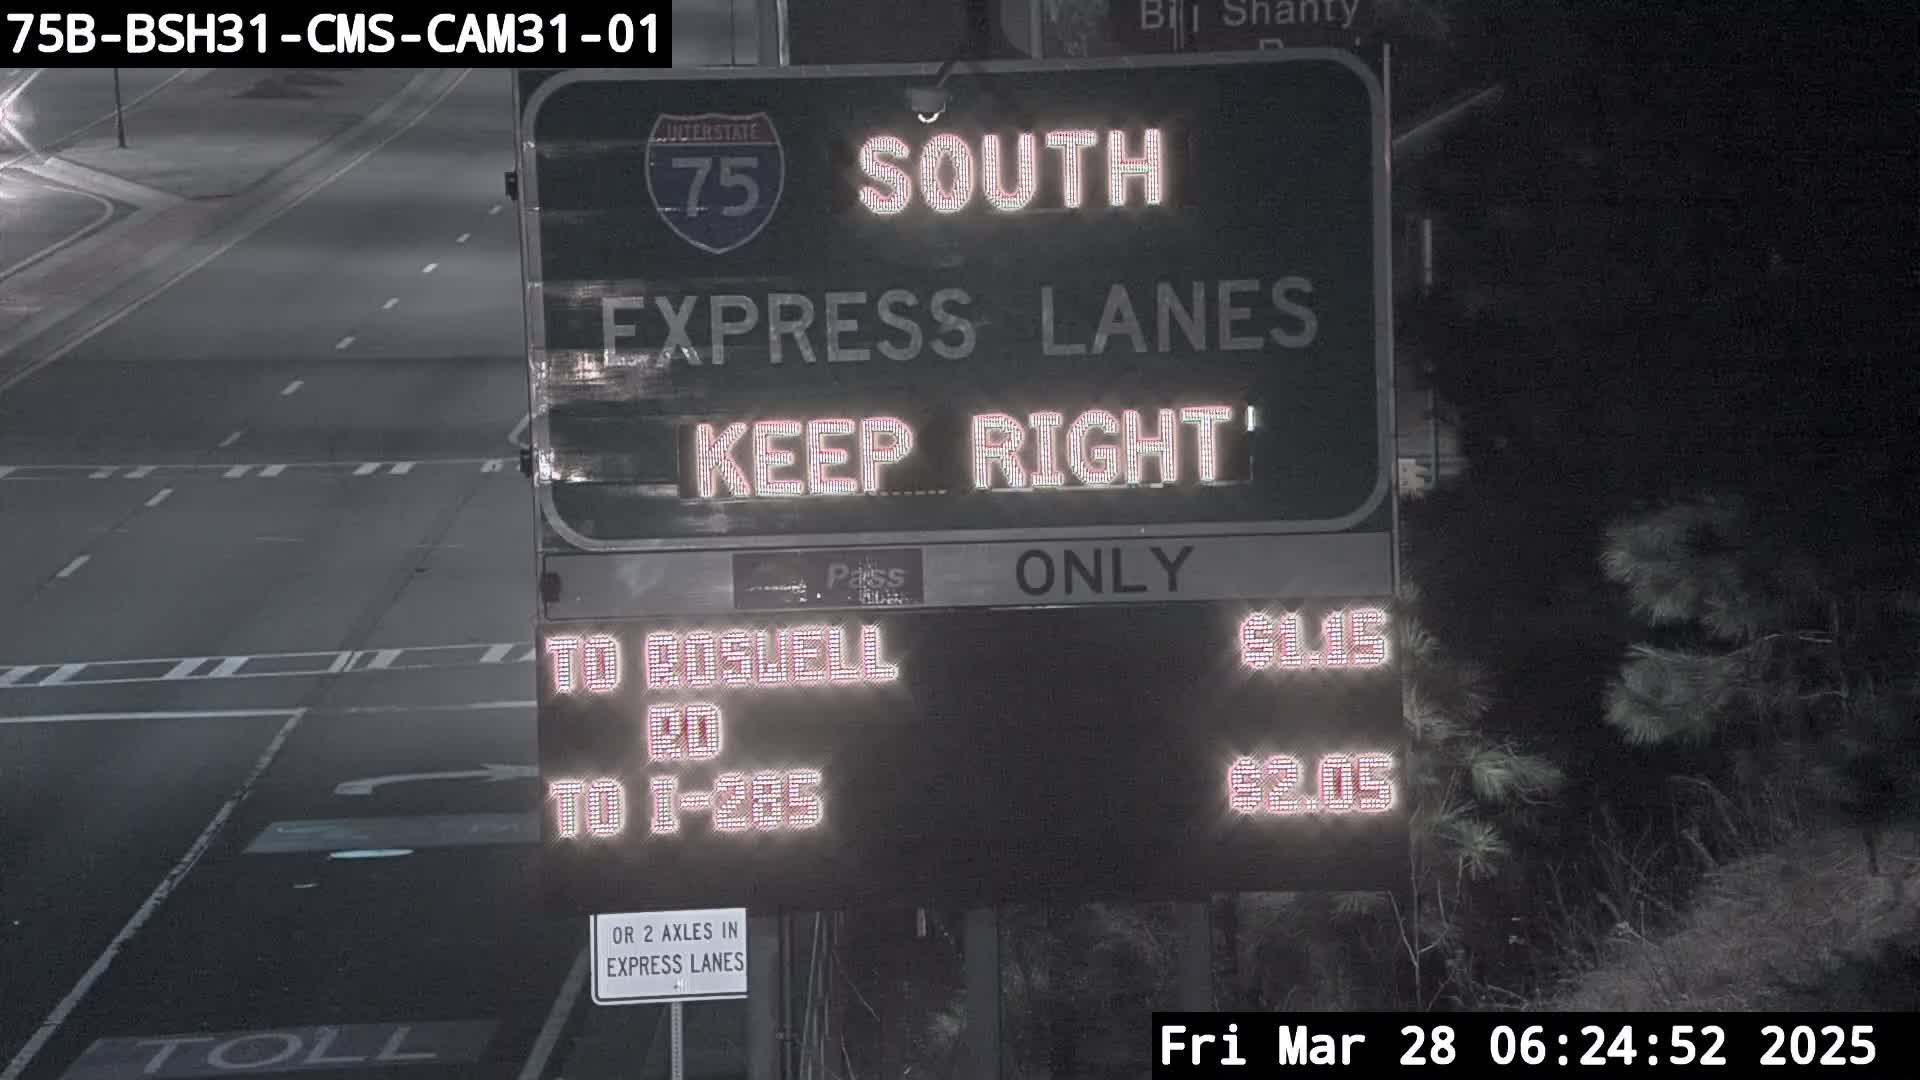 75B-BSH31-CMS-CAM31-01
Shanty
INTERSTATE
75
SOUTH
EXPRESS LANES
KEEP RIGHT
Pass
ONLY
TO ROSWELL $1.15
RD
TO I-285 $2.05
OR 2 AXLES IN
EXPRESS LANES
TOLL
Fri Mar 28 06:24:52 2025